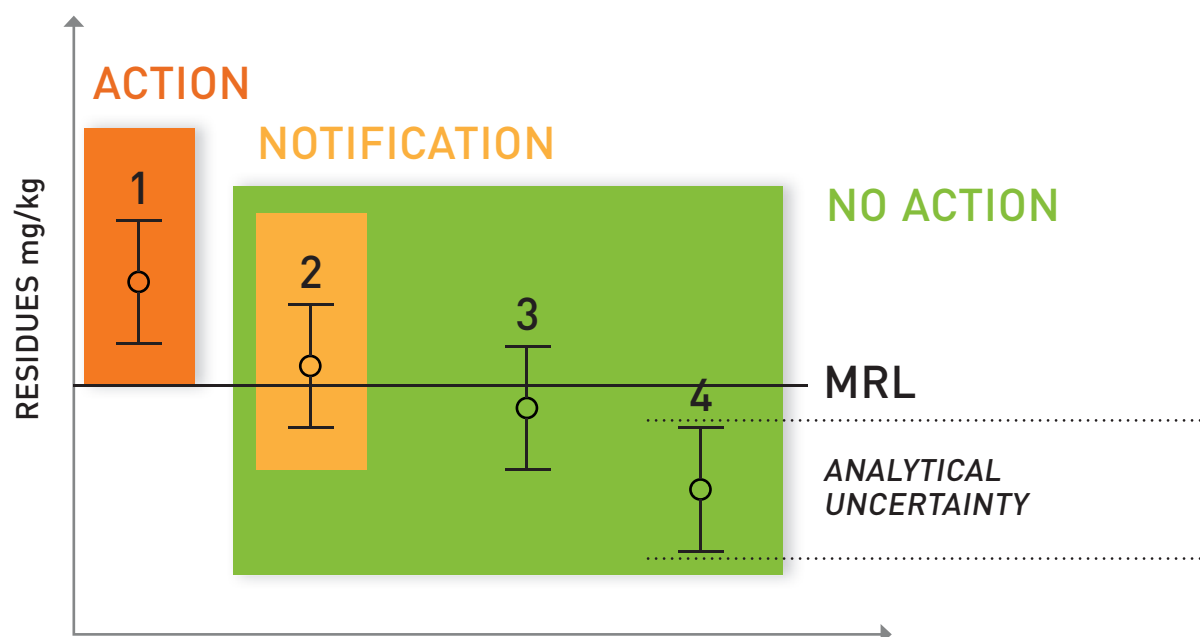 ACTION
NOTIFICATION
1
NO ACTION
2
3
RESIDUES mg/kg
MRL
4
ANALYTICAL
UNCERTAINTY